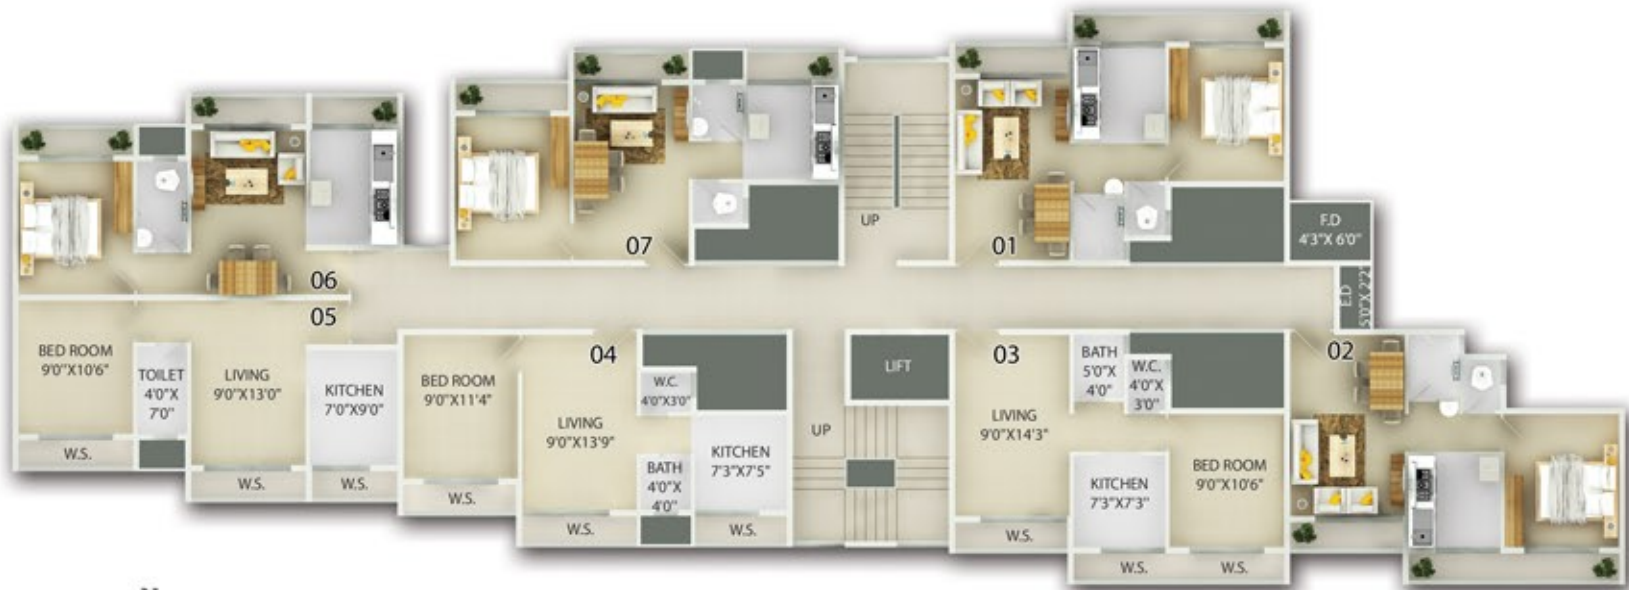 07
UP
01
F.D
4'3"X 6'0"
E.D
5'0"X 2'2"
06
05
BED ROOM
9'0"X10'6"
TOILET
4'0"X
7'0"
LIVING
9'0"X13'0"
KITCHEN
7'0"X9'0"
W.S.
W.S.
W.S.
BED ROOM
9'0"X11'4"
W.S.
04
LIVING
9'0"X13'9"
W.C.
4'0"X3'0"
BATH
4'0"X
4'0"
KITCHEN
7'3"X7'5"
W.S.
W.S.
UP
LIFT
03
LIVING
9'0"X14'3"
BATH
5'0"X
4'0"
W.C.
4'0"X
3'0"
KITCHEN
7'3"X7'3"
BED ROOM
9'0"X10'6"
W.S.
W.S.
W.S.
02